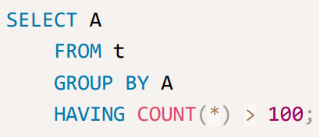 SELECT A
FROM t
GROUP BY A
HAVING COUNT(*) > 100;